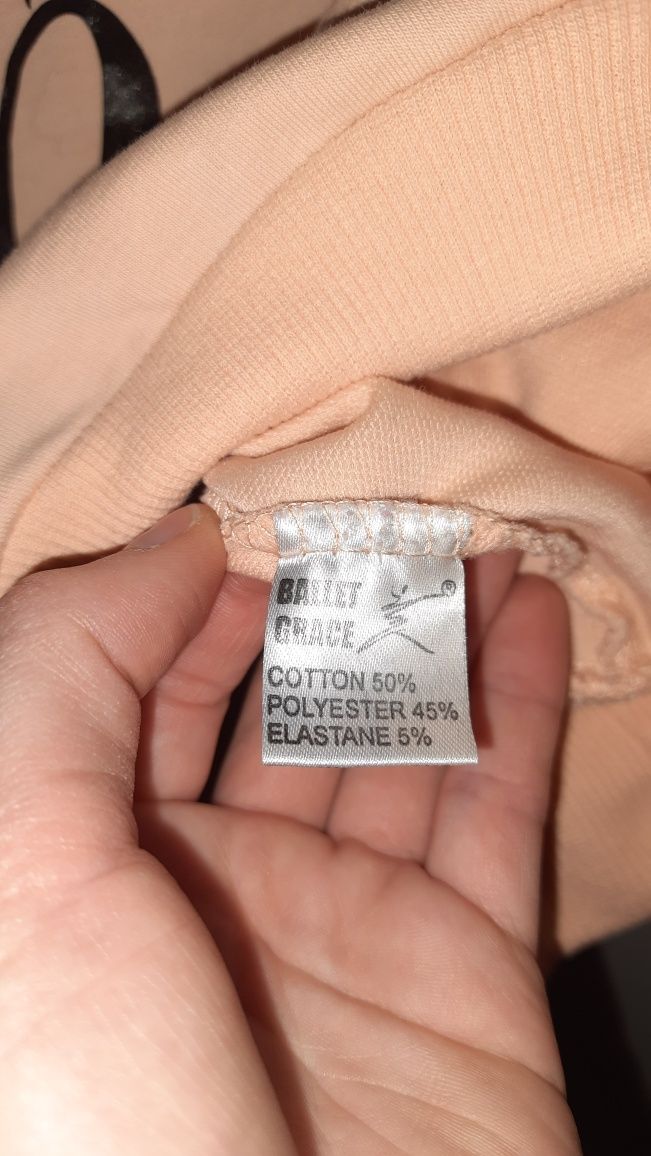 BALLET
GRACE ®
COTTON 50%
POLYESTER 45%
ELASTANE 5%